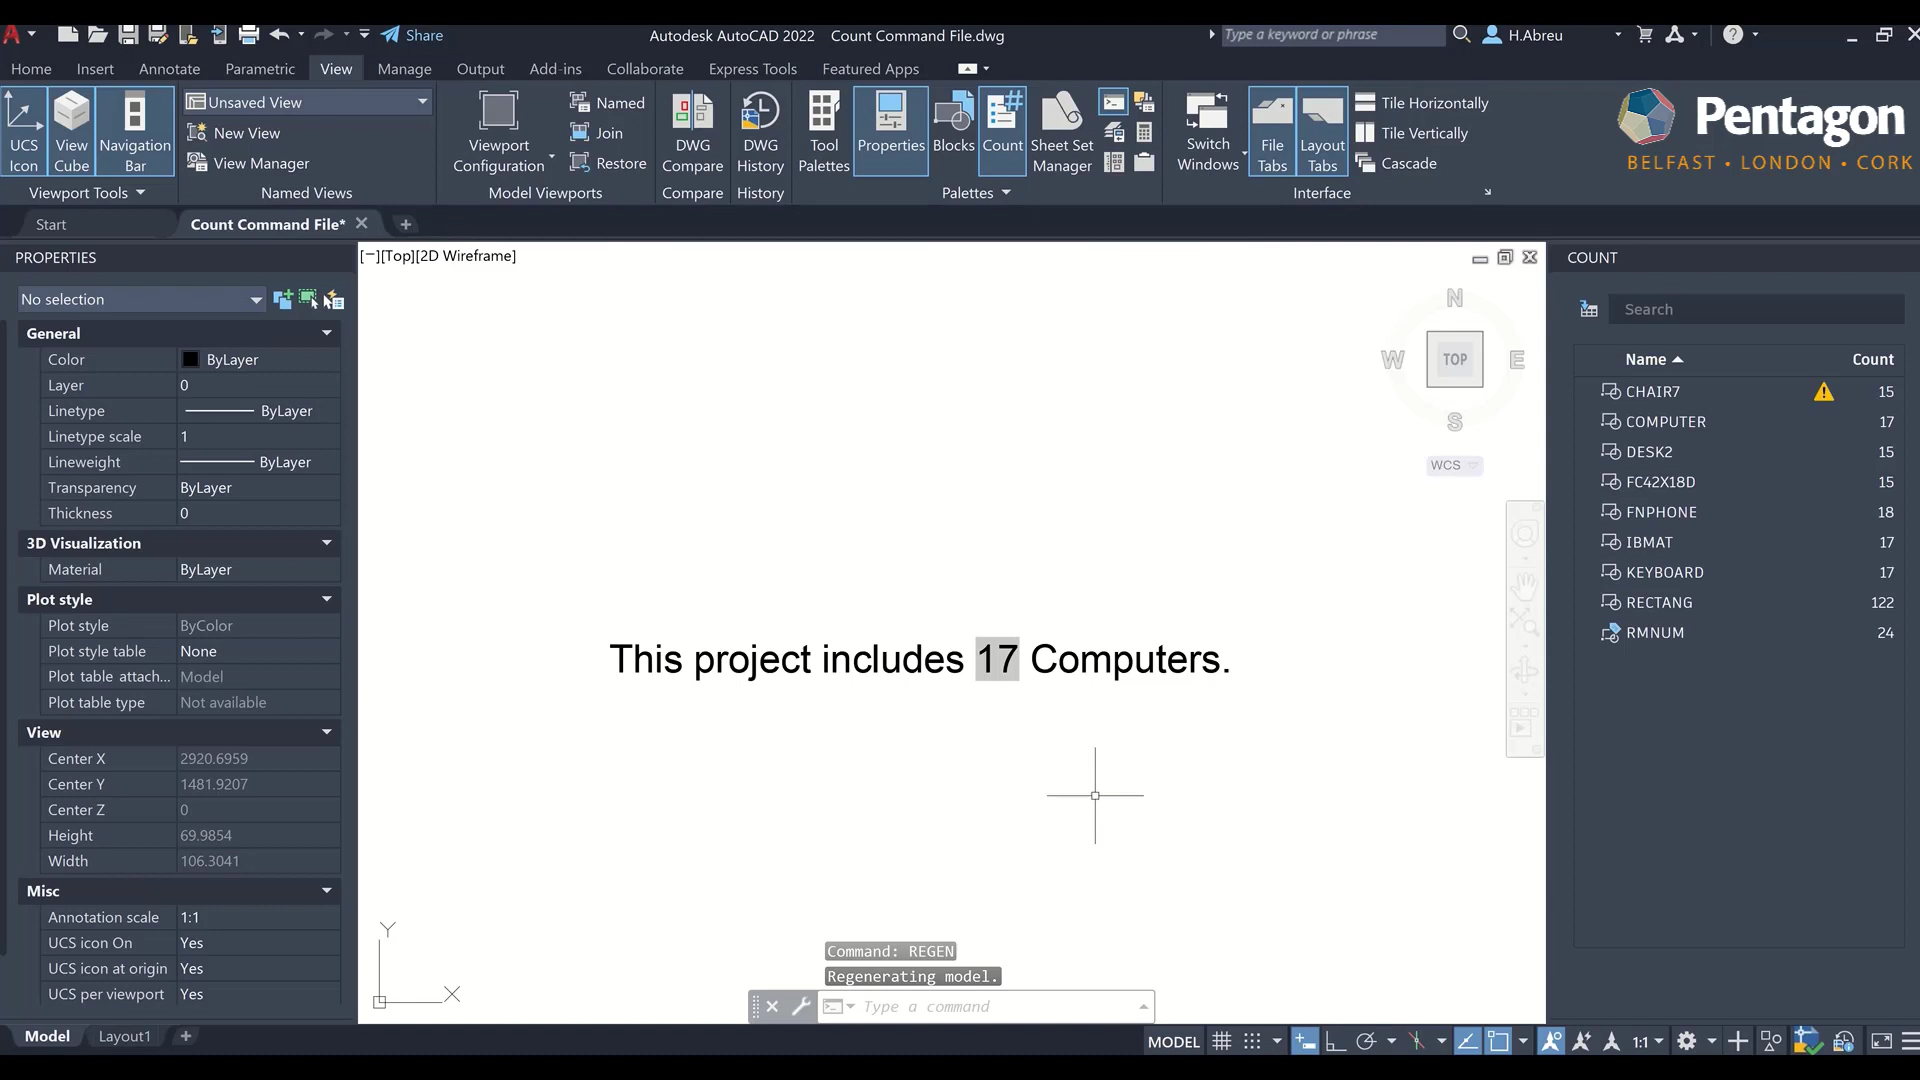 Share
Autodesk AutoCAD 2022 Count Command File.dwg
Type a keyword or phrase
H.Abreu
Home Insert Annotate Parametric View Manage Output Add-ins Collaborate Express Tools Featured Apps
UCS Icon
View Cube
Navigation Bar
Unsaved View
New View
View Manager
Viewport Configuration
Named
Join
Restore
DWG Compare
DWG History
Tool Palettes
Properties
Blocks
Count
Sheet Set Manager
Switch Windows
File Tabs
Layout Tabs
Tile Horizontally
Tile Vertically
Cascade
Pentagon
BELFAST • LONDON • CORK
Viewport Tools
Named Views
Model Viewports
Compare
History
Palettes
Interface
Start
Count Command File*
PROPERTIES
No selection
General
Color ByLayer
Layer 0
Linetype ByLayer
Linetype scale 1
Lineweight ByLayer
Transparency ByLayer
Thickness 0
3D Visualization
Material ByLayer
Plot style
Plot style ByColor
Plot style table None
Plot table attach... Model
Plot table type Not available
View
Center X 2920.6959
Center Y 1481.9207
Center Z 0
Height 69.9854
Width 106.3041
Misc
Annotation scale 1:1
UCS icon On Yes
UCS icon at origin Yes
UCS per viewport Yes
[−][Top][2D Wireframe]
N
W TOP E
S
WCS
This project includes 17 Computers.
Y
X
Command: REGEN
Regenerating model.
Type a command
COUNT
Search
Name Count
CHAIR7 15
COMPUTER 17
DESK2 15
FC42X18D 15
FNPHONE 18
IBMAT 17
KEYBOARD 17
RECTANG 122
RMNUM 24
Model Layout1
MODEL
1:1